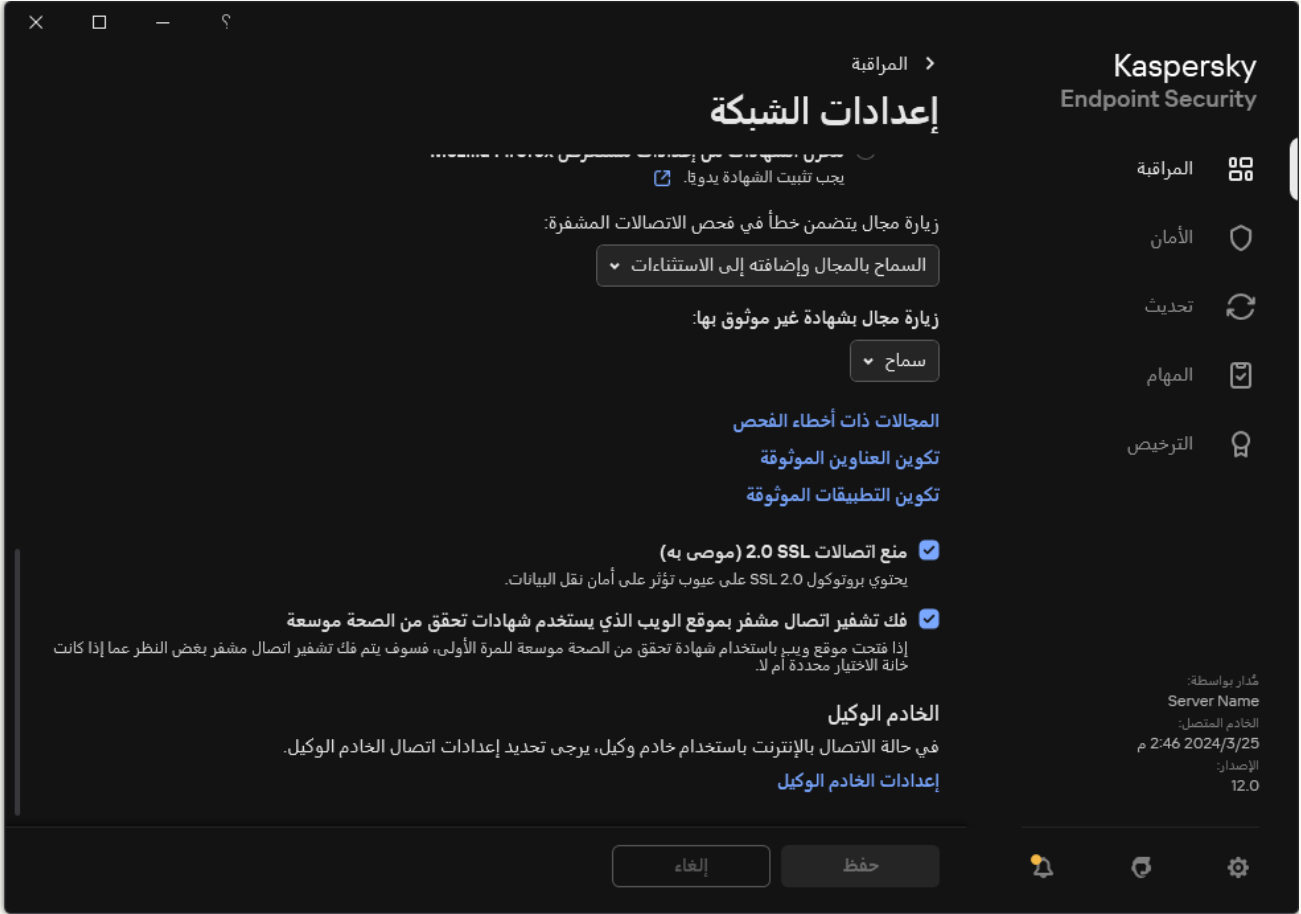 ؟
Kaspersky
Endpoint Security
المراقبة
الأمان
تحديث
المهام
الترخيص
مُدار بواسطة:
Server Name
الخادم المتصل:
2024/3/25 2:46 م
الإصدار:
12.0
المراقبة
إعدادات الشبكة
مخزن الشهادات من إعدادات مستعرض Mozilla Firefox
يجب تثبيت الشهادة يدويًا.
زيارة مجال يتضمن خطأ في فحص الاتصالات المشفرة:
السماح بالمجال وإضافته إلى الاستثناءات
زيارة مجال بشهادة غير موثوق بها:
سماح
المجالات ذات أخطاء الفحص
تكوين العناوين الموثوقة
تكوين التطبيقات الموثوقة
منع اتصالات SSL 2.0 (موصى به)
يحتوي بروتوكول SSL 2.0 على عيوب تؤثر على أمان نقل البيانات.
فك تشفير اتصال مشفر بموقع الويب الذي يستخدم شهادات تحقق من الصحة موسعة
إذا فتحت موقع ويب باستخدام شهادة تحقق من الصحة موسعة للمرة الأولى، فسوف يتم فك تشفير اتصال مشفر بغض النظر عما إذا كانت
خانة الاختيار محددة أم لا.
الخادم الوكيل
في حالة الاتصال بالإنترنت باستخدام خادم وكيل، يرجى تحديد إعدادات اتصال الخادم الوكيل.
إعدادات الخادم الوكيل
حفظ
إلغاء